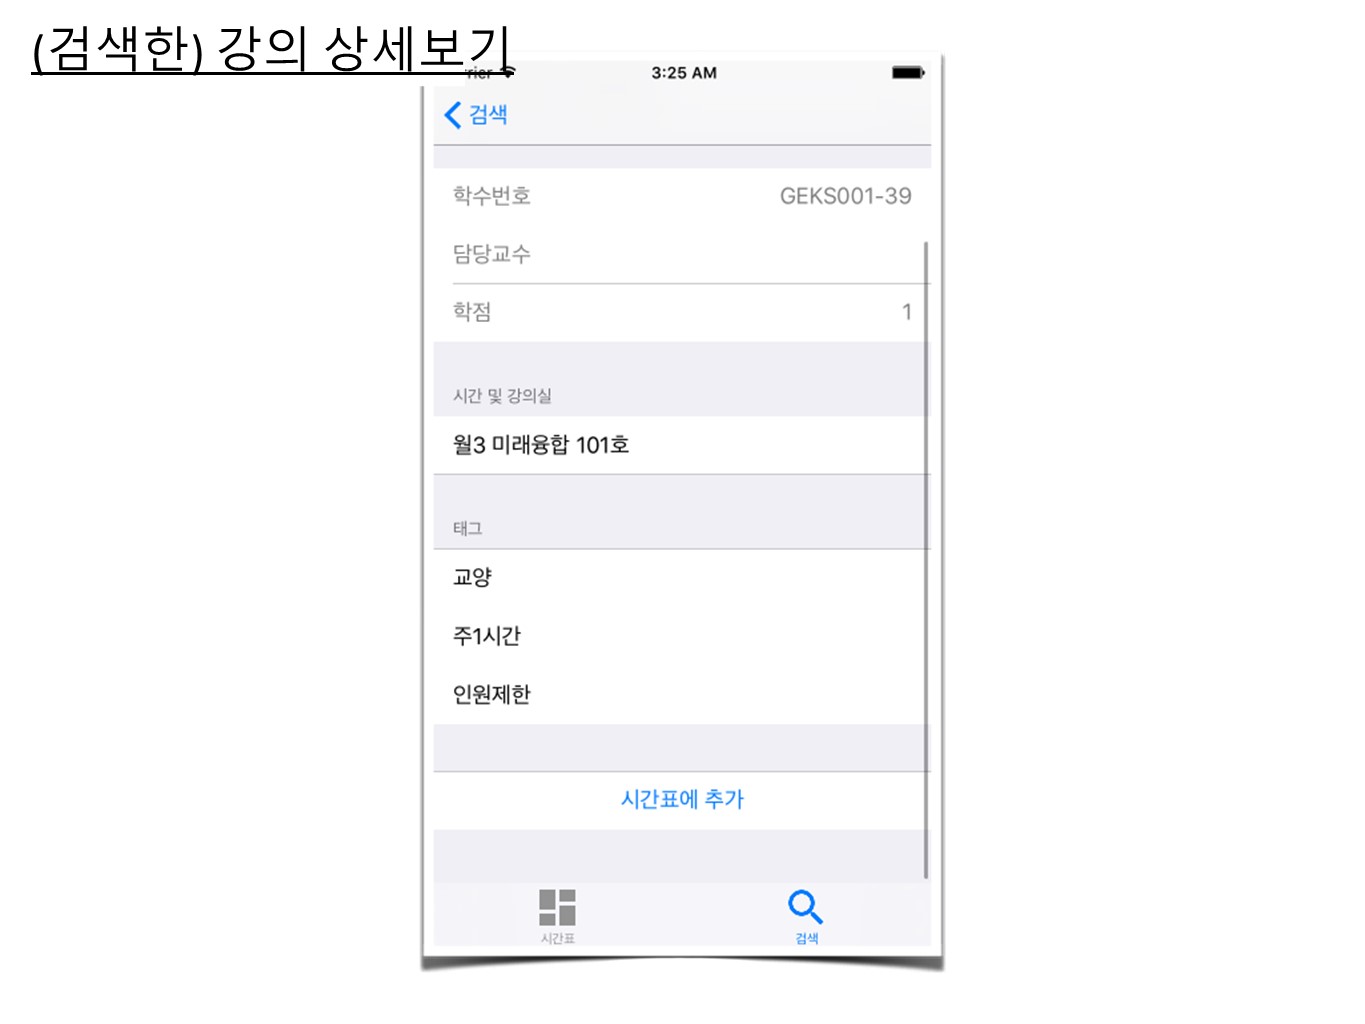 (검색한) 강의 상세보기
rrier 3:25 AM
검색
학수번호 GEKS001-39
담당교수
학점 1
시간 및 강의실
월3 미래융합 101호
태그
교양
주1시간
인원제한
시간표에 추가
시간표 검색